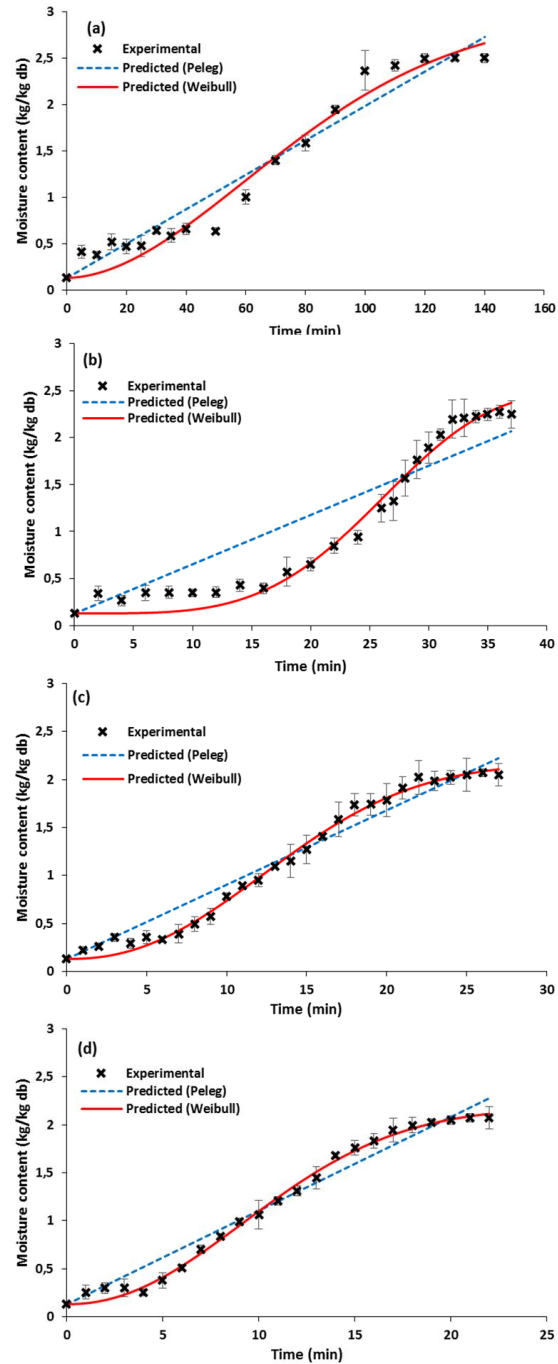 (a)
Experimental
Predicted (Peleg)
Predicted (Weibull)
Moisture content (kg/kg db)
3
2,5
2
1,5
1
0,5
0
0 20 40 60 80 100 120 140 160
Time (min)
(b)
Experimental
Predicted (Peleg)
Predicted (Weibull)
Moisture content (kg/kg db)
3
2,5
2
1,5
1
0,5
0
0 5 10 15 20 25 30 35 40
Time (min)
(c)
Experimental
Predicted (Peleg)
Predicted (Weibull)
Moisture content (kg/kg db)
3
2,5
2
1,5
1
0,5
0
0 5 10 15 20 25 30
Time (min)
(d)
Experimental
Predicted (Peleg)
Predicted (Weibull)
Moisture content (kg/kg db)
3
2,5
2
1,5
1
0,5
0
0 5 10 15 20 25
Time (min)